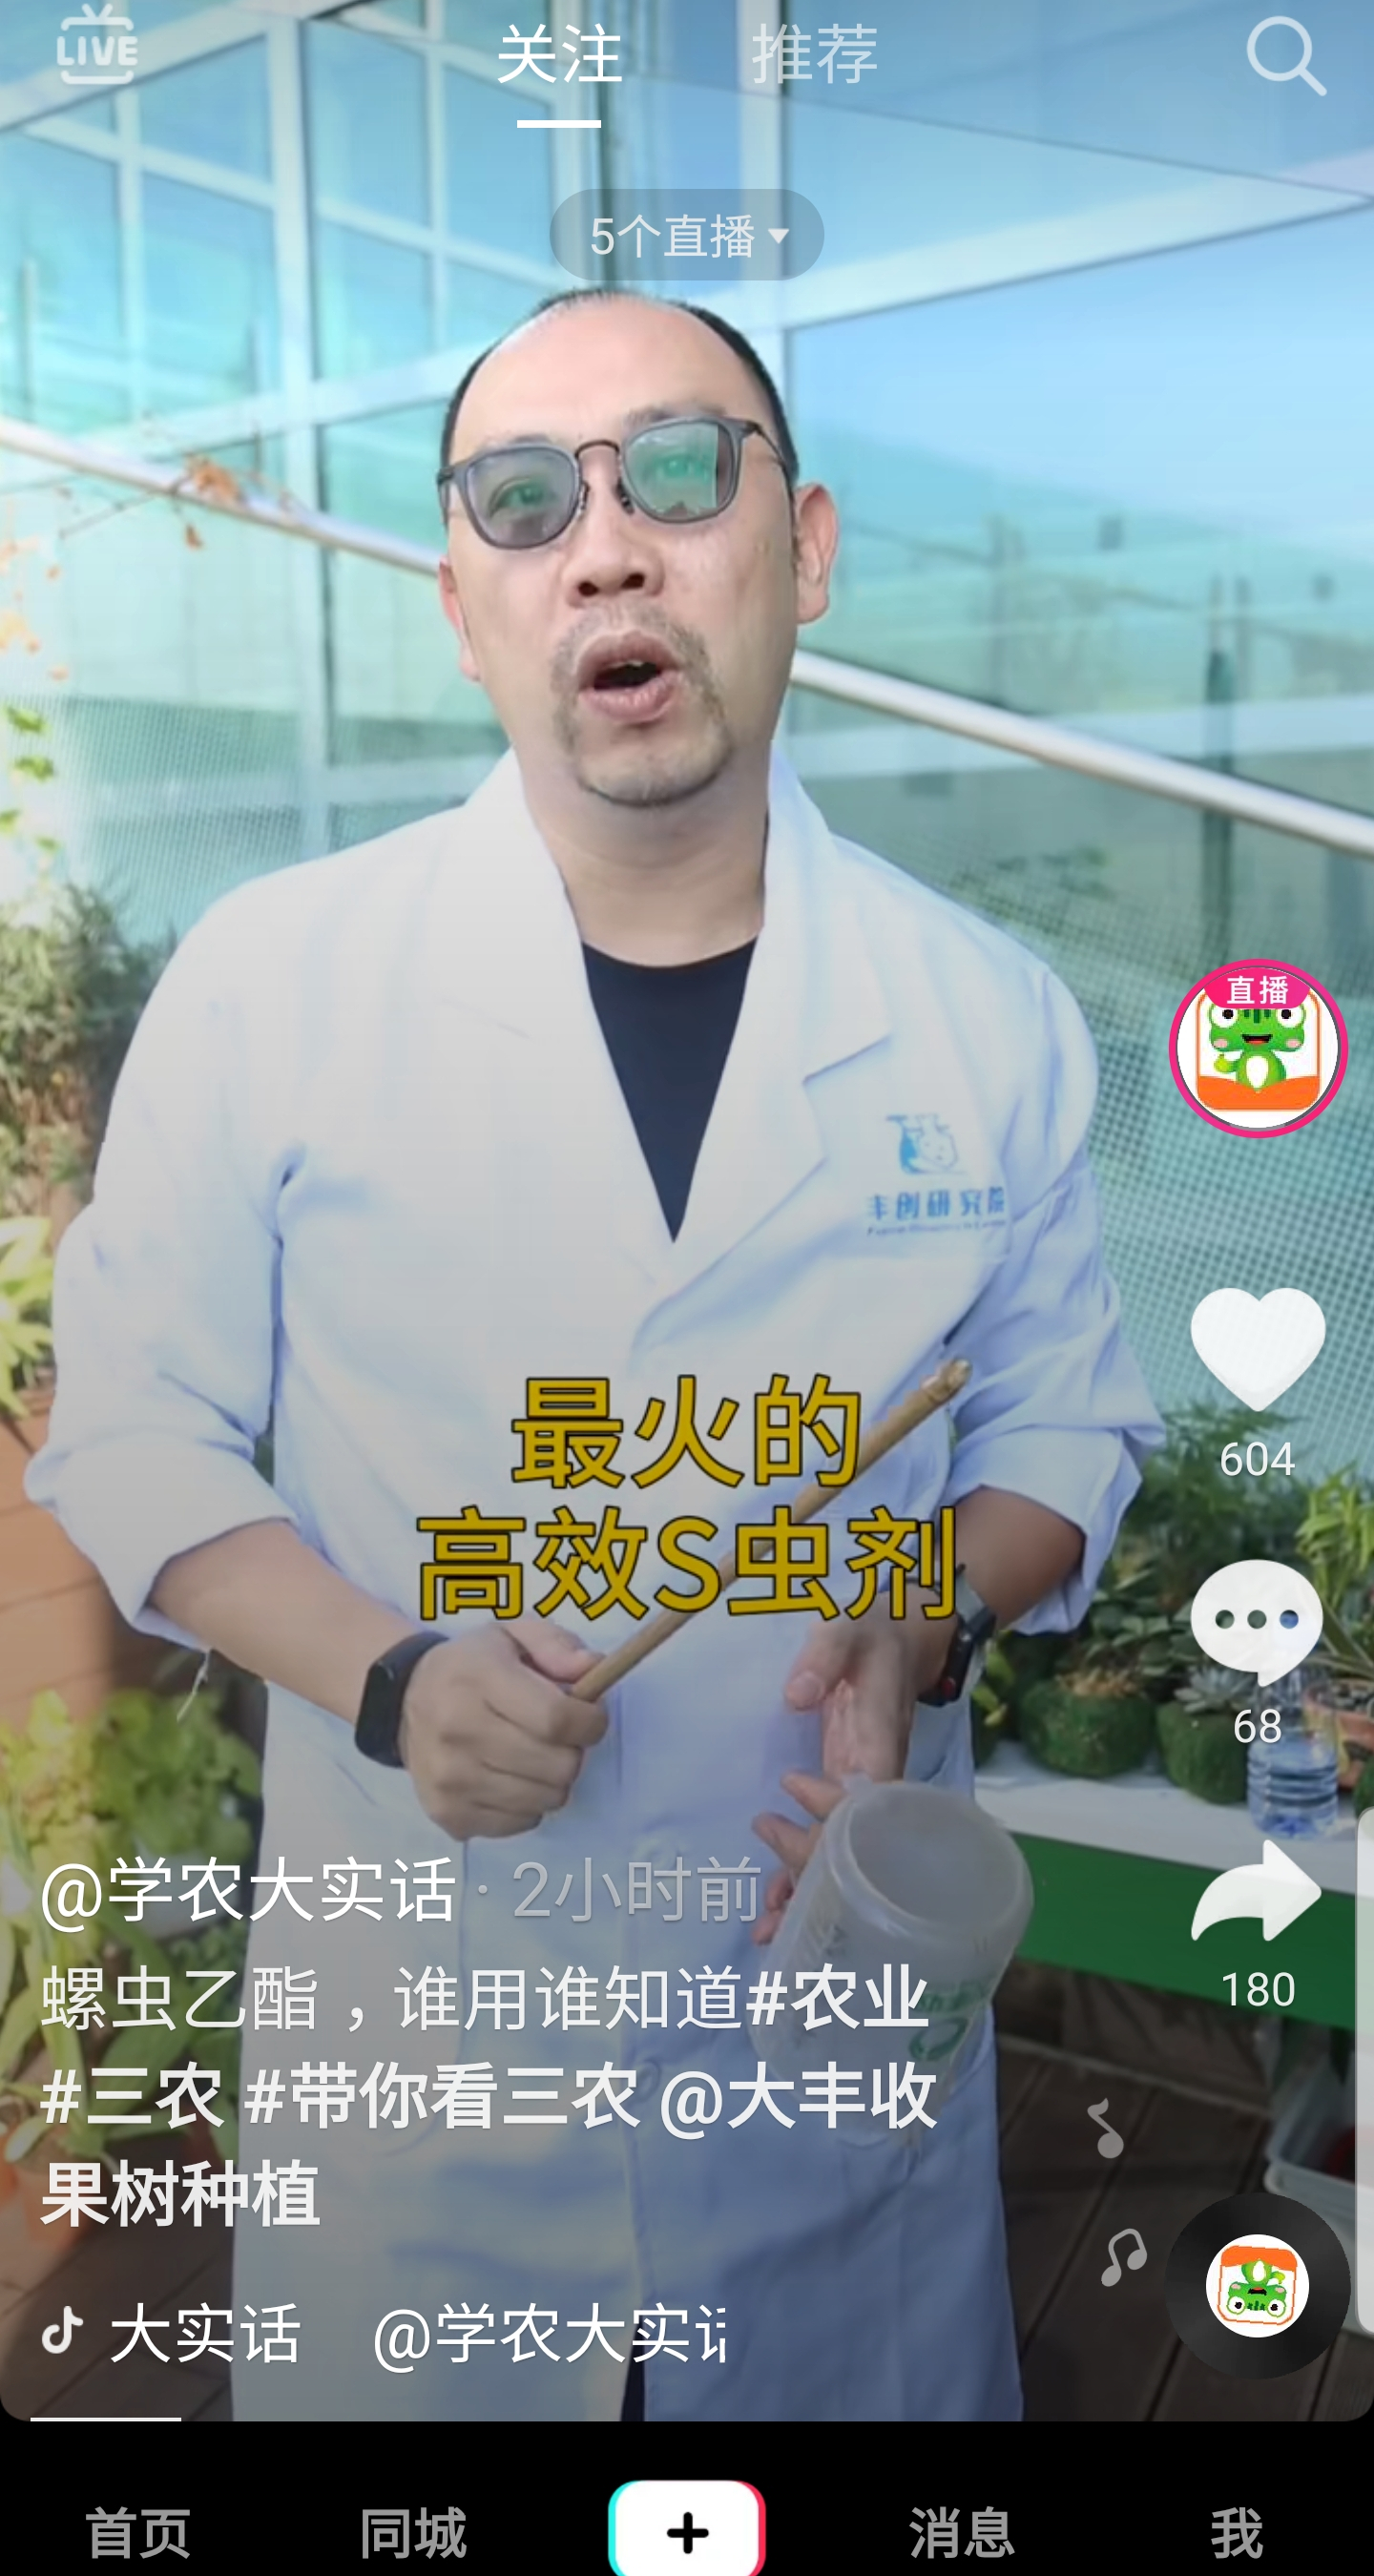 LIVE
关注
推荐
5个直播
直播
丰创研究院
最火的
高效S虫剂
604
68
180
@学农大实话 · 2小时前
螺虫乙酯，谁用谁知道#农业
#三农 #带你看三农 @大丰收
果树种植
大实话 @学农大实
首页
同城
消息
我